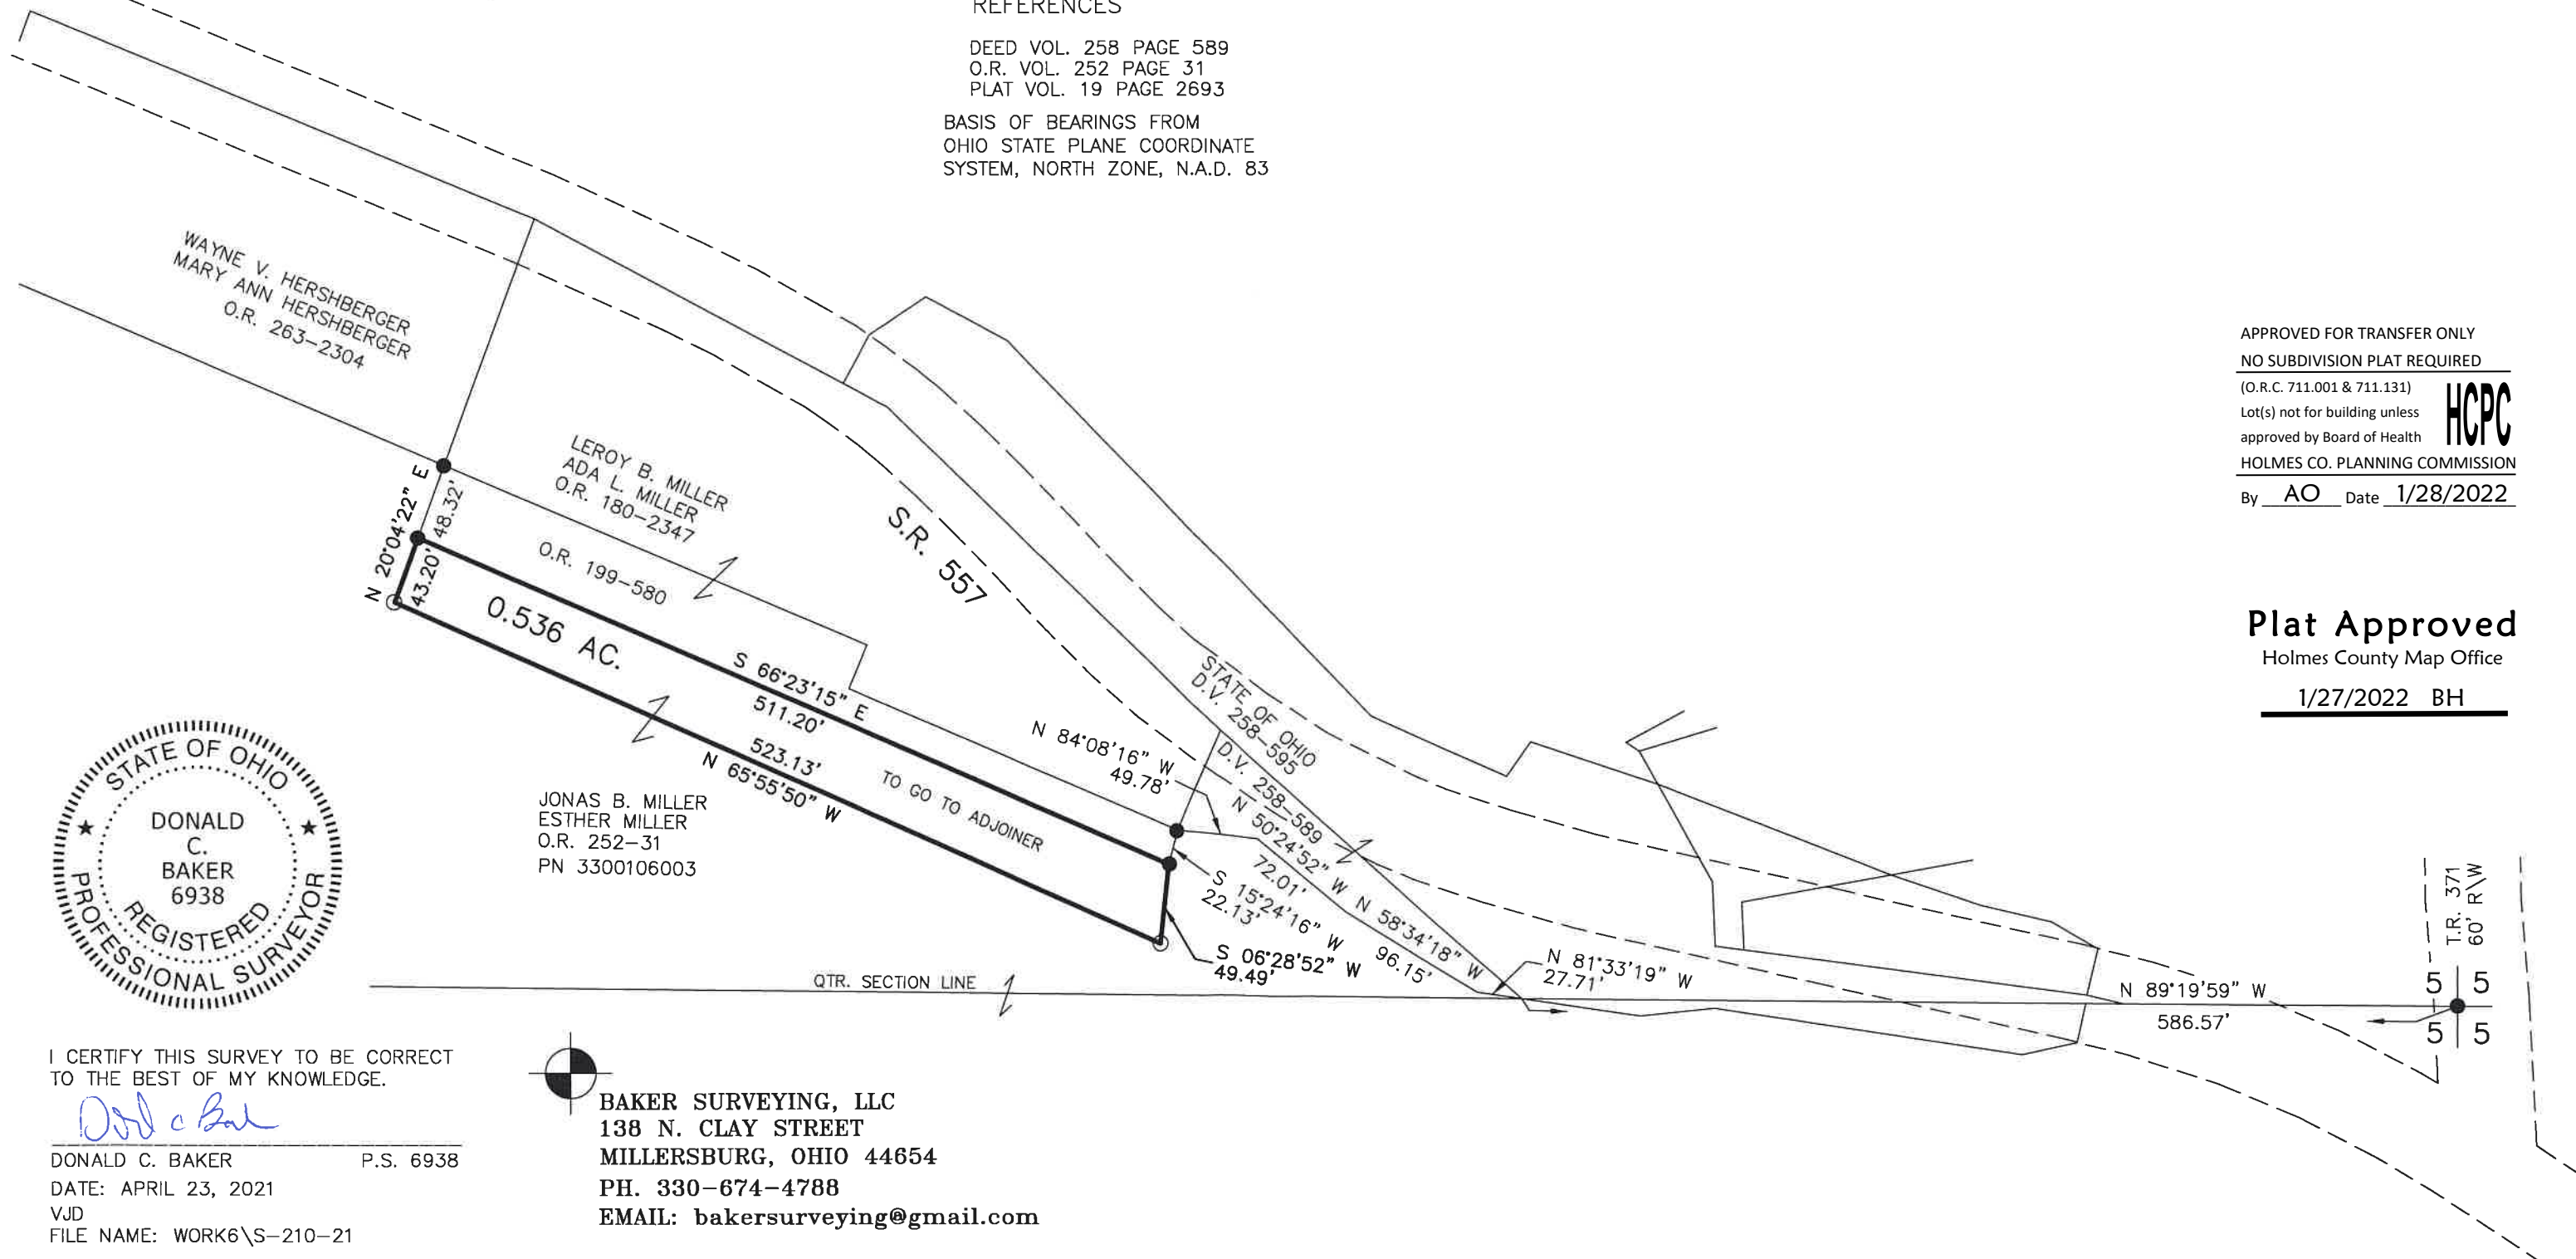 REFERENCES
DEED VOL. 258 PAGE 589
O.R. VOL. 252 PAGE 31
PLAT VOL. 19 PAGE 2693
BASIS OF BEARINGS FROM
OHIO STATE PLANE COORDINATE
SYSTEM, NORTH ZONE, N.A.D. 83
WAYNE V. HERSHBERGER
MARY ANN HERSHBERGER
O.R. 263-2304
LEROY B. MILLER
ADA L. MILLER
O.R. 180-2347
N 20°04'22" E
48.32'
43.20'
O.R. 199-580
0.536 AC.
S 66°23'15" E
511.20'
523.13'
N 65°55'50" W
TO GO TO ADJOINER
S.R. 557
STATE OF OHIO
D.V. 258-595
D.V. 258-589
N 84°08'16" W
49.78'
N 50°24'52" W
72.01'
S 15°24'16" W
22.13'
N 58°34'18" W
96.15'
S 06°28'52" W
49.49'
N 81°33'19" W
27.71'
N 89°19'59" W
586.57'
T.R. 371
60' R\W
5 5
5 5
QTR. SECTION LINE
JONAS B. MILLER
ESTHER MILLER
O.R. 252-31
PN 3300106003
APPROVED FOR TRANSFER ONLY
NO SUBDIVISION PLAT REQUIRED
(O.R.C. 711.001 & 711.131)
Lot(s) not for building unless
approved by Board of Health
HCPC
HOLMES CO. PLANNING COMMISSION
By AO Date 1/28/2022
Plat Approved
Holmes County Map Office
1/27/2022 BH
STATE OF OHIO
★ ★
DONALD
C.
BAKER
6938
REGISTERED
PROFESSIONAL SURVEYOR
I CERTIFY THIS SURVEY TO BE CORRECT
TO THE BEST OF MY KNOWLEDGE.
DONALD C. BAKER P.S. 6938
DATE: APRIL 23, 2021
VJD
FILE NAME: WORK6\S-210-21
BAKER SURVEYING, LLC
138 N. CLAY STREET
MILLERSBURG, OHIO 44654
PH. 330-674-4788
EMAIL: bakersurveying@gmail.com